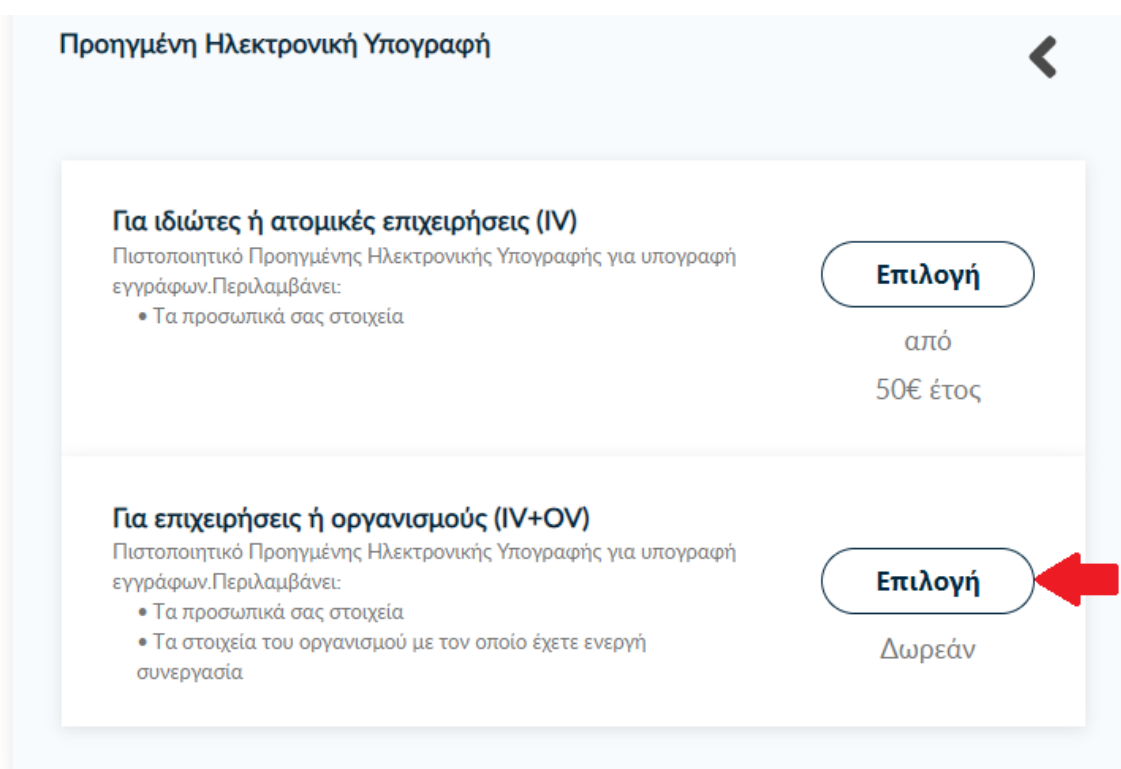 Προηγμένη Ηλεκτρονική Υπογραφή
Για ιδιώτες ή ατομικές επιχειρήσεις (IV)
Πιστοποιητικό Προηγμένης Ηλεκτρονικής Υπογραφής για υπογραφή
εγγράφων.Περιλαμβάνει:
• Τα προσωπικά σας στοιχεία
Επιλογή
από
50€ έτος
Για επιχειρήσεις ή οργανισμούς (IV+OV)
Πιστοποιητικό Προηγμένης Ηλεκτρονικής Υπογραφής για υπογραφή
εγγράφων.Περιλαμβάνει:
• Τα προσωπικά σας στοιχεία
• Τα στοιχεία του οργανισμού με τον οποίο έχετε ενεργή
συνεργασία
Επιλογή
Δωρεάν